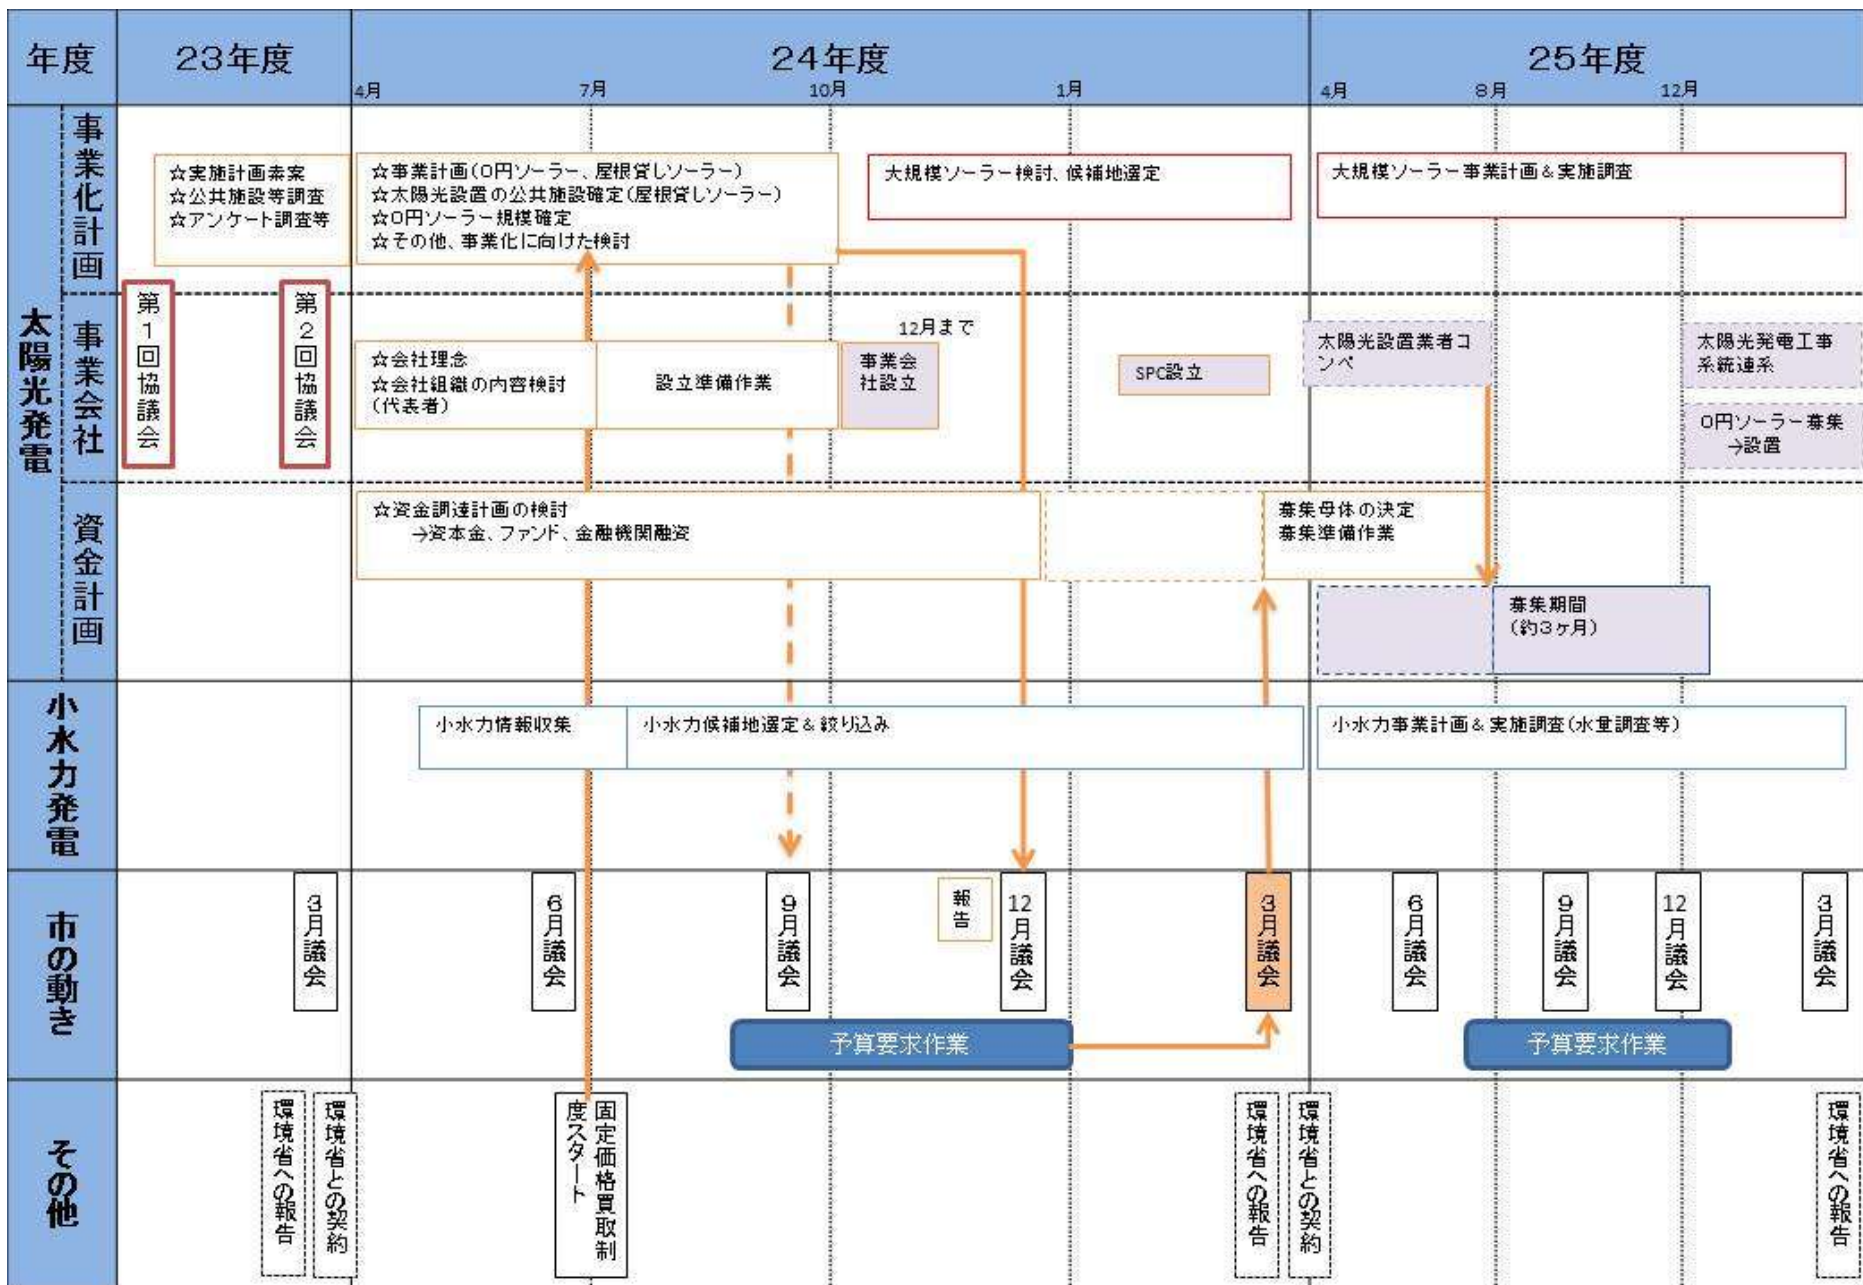 年度
23年度
24年度
25年度
4月
7月
10月
1月
4月
8月
12月
太陽光発電
事業化計画
☆実施計画素案
☆公共施設等調査
☆アンケート調査等
☆事業計画(0円ソーラー、屋根貸しソーラー)
☆太陽光設置の公共施設確定(屋根貸しソーラー)
☆0円ソーラー規模確定
☆その他、事業化に向けた検討
大規模ソーラー検討、候補地選定
大規模ソーラー事業計画&実施調査
第1回協議会
第2回協議会
事業会社
☆会社理念
☆会社組織の内容検討
(代表者)
設立準備作業
12月まで
事業会
社設立
SPC設立
太陽光設置業者コ
ンペ
太陽光発電工事
系統連系
0円ソーラー募集
→設置
資金計画
☆資金調達計画の検討
→資本金、ファンド、金融機関融資
募集母体の決定
募集準備作業
募集期間
(約3ヶ月)
小水力発電
小水力情報収集
小水力候補地選定&絞り込み
小水力事業計画&実施調査(水量調査等)
市の動き
3月議会
6月議会
9月議会
報告
12月議会
3月議会
6月議会
9月議会
12月議会
3月議会
予算要求作業
予算要求作業
その他
環境省への報告
環境省との契約
固定価格買取制
度スタート
環境省への報告
環境省との契約
環境省への報告